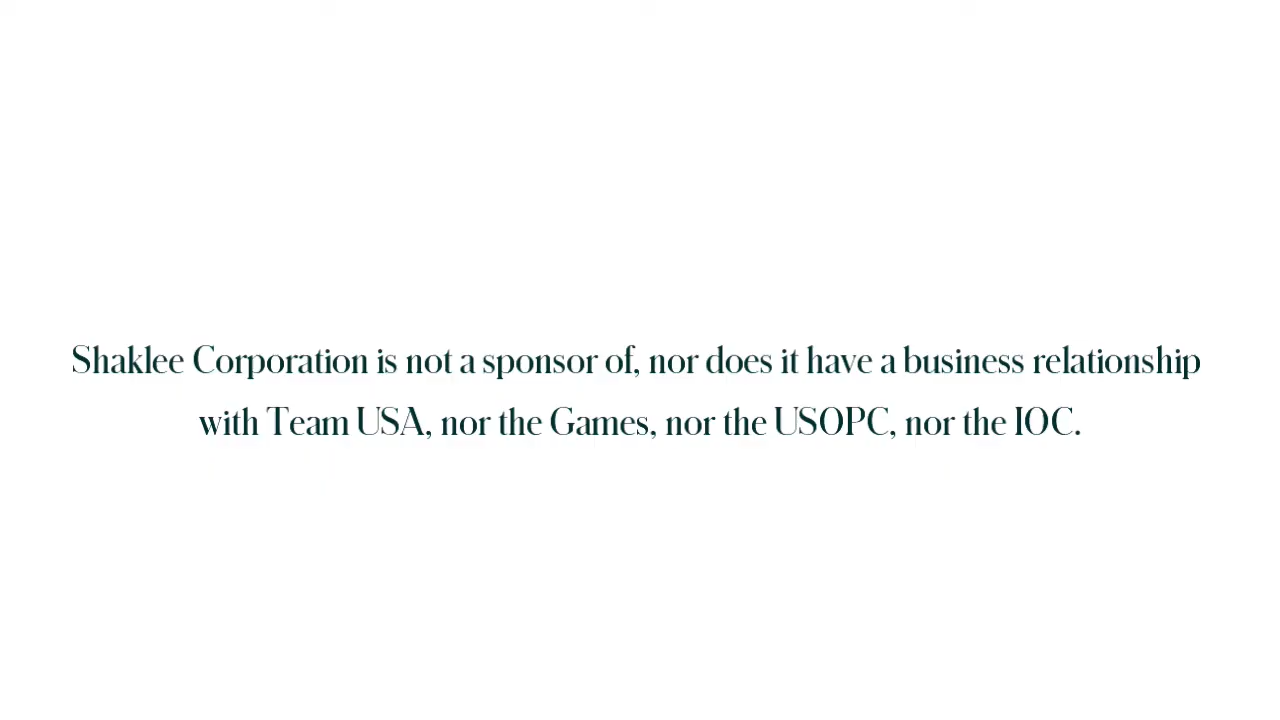 Shaklee Corporation is not a sponsor of, nor does it have a business relationship
with Team USA, nor the Games, nor the USOPC, nor the IOC.